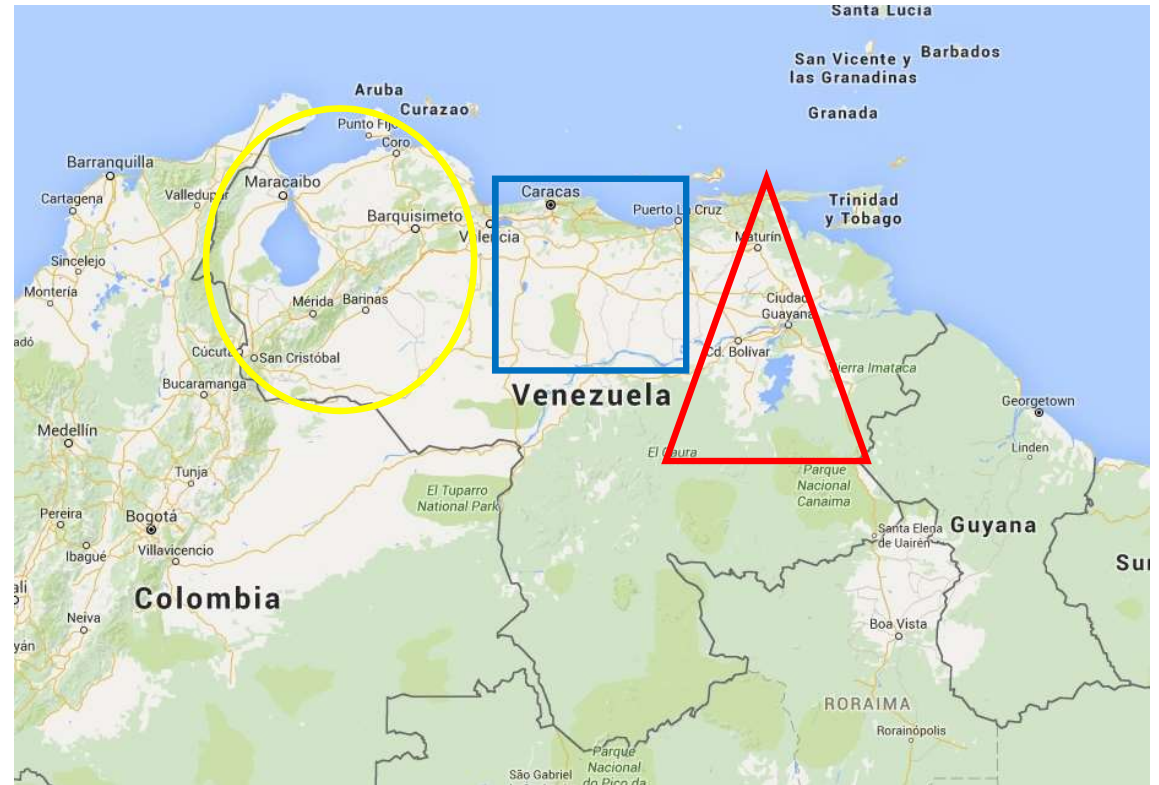 Santa Lucía
San Vicente y
las Granadinas
Barbados
Aruba
Curazao
Granada
Punto Fijo
Coro
Barranquilla
Maracaibo
Caracas
Cartagena
Valledupar
Trinidad
y Tobago
Barquisimeto
Puerto La Cruz
Valencia
Maturín
Sincelejo
Montería
Mérida
Barinas
Ciudad
Guayana
Cúcuta
San Cristóbal
Cd. Bolívar
Sierra Imataca
Bucaramanga
Venezuela
Georgetown
Medellín
Linden
El Caura
Tunja
Parque
Nacional
Canaima
El Tuparro
National Park
Pereira
Bogotá
Santa Elena
de Uairén
Guyana
Ibagué
Villavicencio
Colombia
Neiva
Boa Vista
RORAIMA
Rorainópolis
Parque
Nacional
do Pico da
São Gabriel